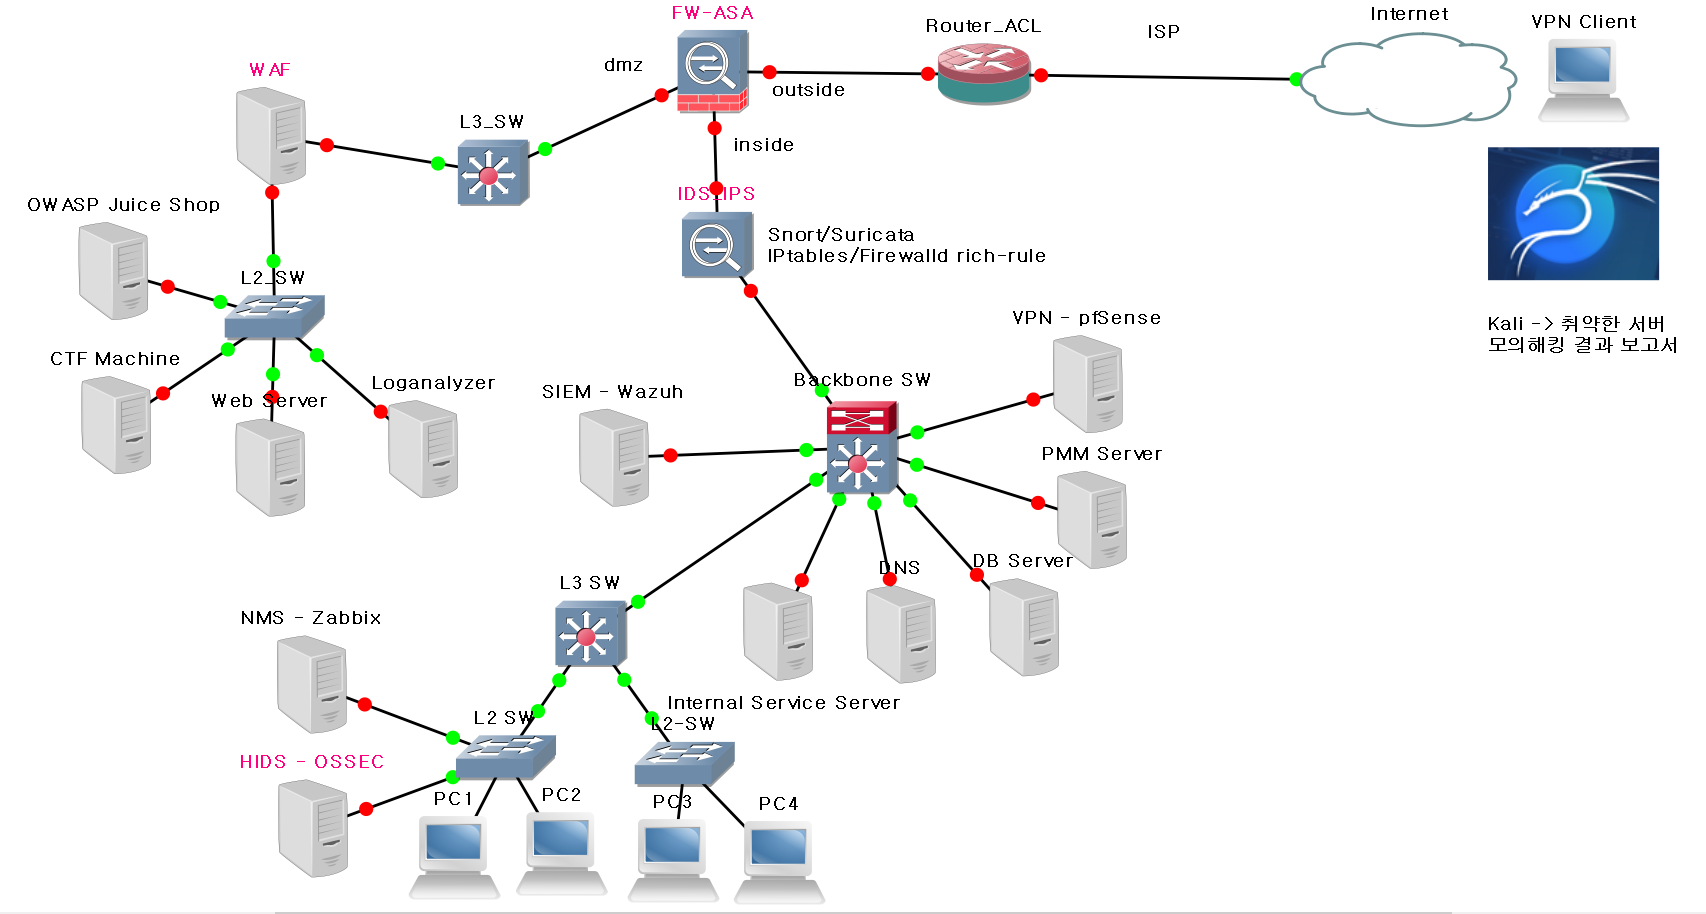 FW-ASA
Internet
VPN Client
Router_ACL
ISP
WAF
dmz
outside
L3_SW
inside
IDS_IPS
OWASP Juice Shop
Snort/Suricata
IPtables/Firewalld rich-rule
L2_SW
VPN - pfSense
Kali -> 취약한 서버
모의해킹 결과 보고서
CTF Machine
Loganalyzer
Backbone SW
Web Server
SIEM - Wazuh
PMM Server
DNS
DB Server
L3 SW
NMS - Zabbix
Internal Service Server
L2 SW
L2-SW
HIDS - OSSEC
PC1
PC2
PC3
PC4